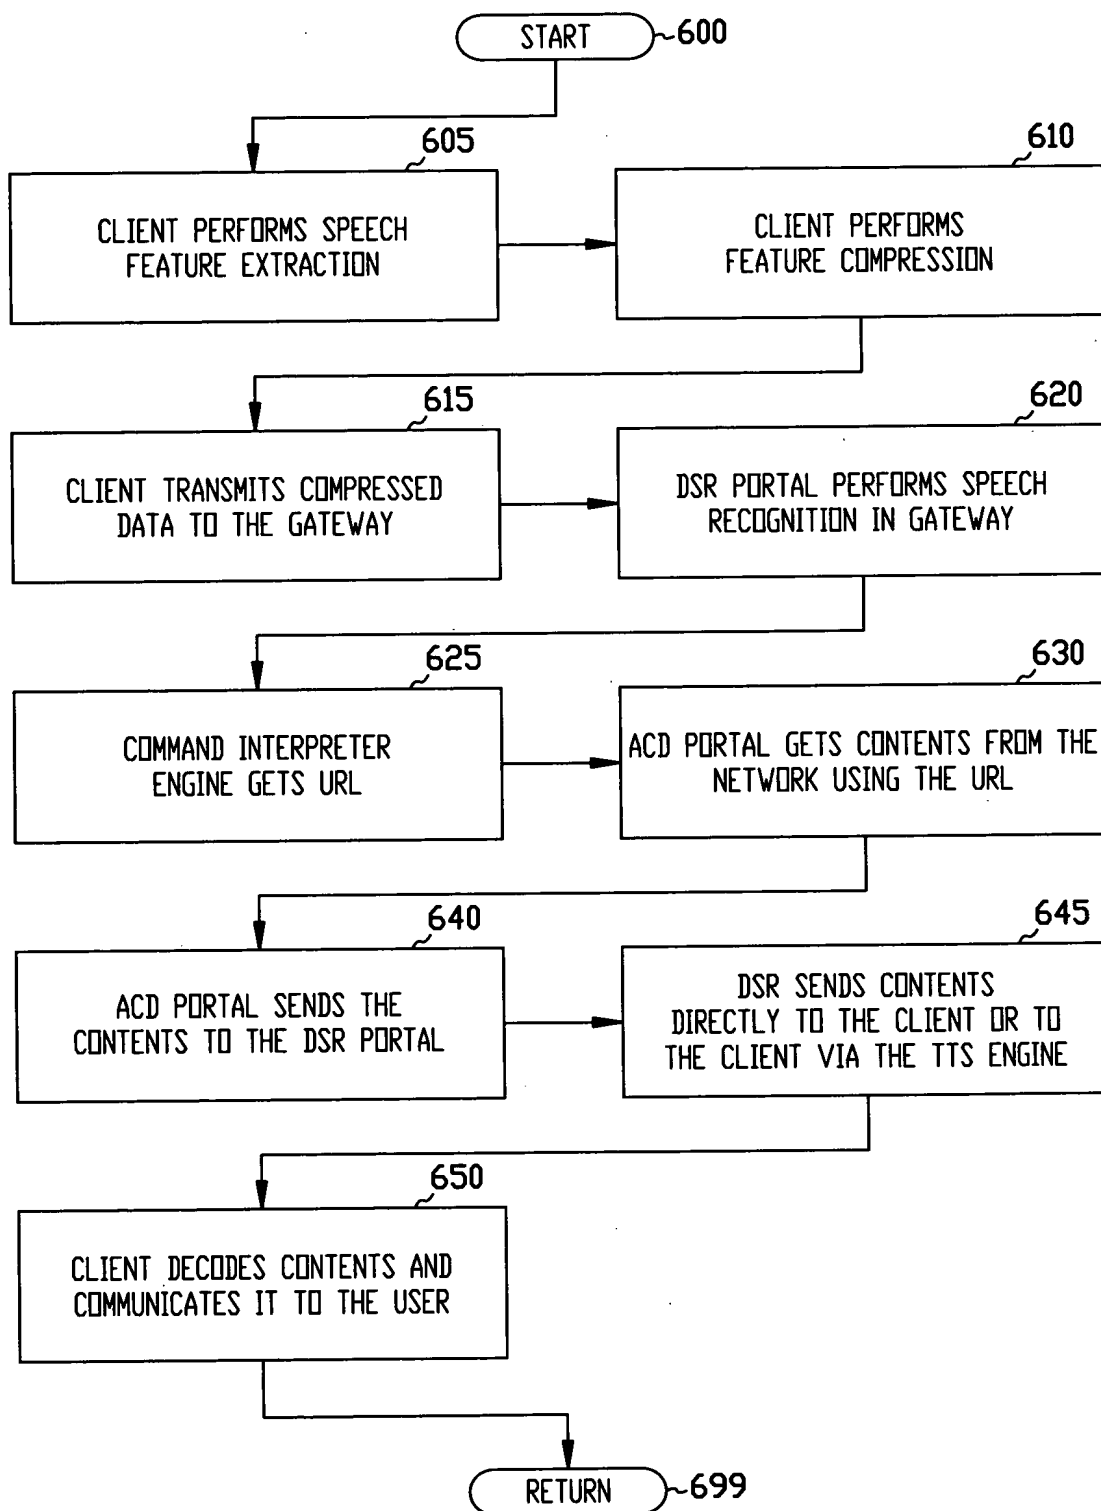 START
600
605
CLIENT PERFORMS SPEECH
FEATURE EXTRACTION
610
CLIENT PERFORMS
FEATURE COMPRESSION
615
CLIENT TRANSMITS COMPRESSED
DATA TO THE GATEWAY
620
DSR PORTAL PERFORMS SPEECH
RECOGNITION IN GATEWAY
625
COMMAND INTERPRETER
ENGINE GETS URL
630
ACD PORTAL GETS CONTENTS FROM THE
NETWORK USING THE URL
640
ACD PORTAL SENDS THE
CONTENTS TO THE DSR PORTAL
645
DSR SENDS CONTENTS
DIRECTLY TO THE CLIENT OR TO
THE CLIENT VIA THE TTS ENGINE
650
CLIENT DECODES CONTENTS AND
COMMUNICATES IT TO THE USER
RETURN
699